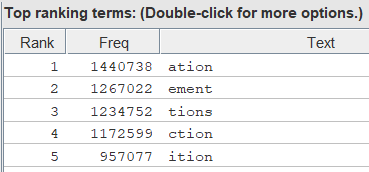 Top ranking terms: (Double-click for more options.)
Rank Freq Text
1 1440738 ation
2 1267022 ement
3 1234752 tions
4 1172599 ction
5 957077 ition